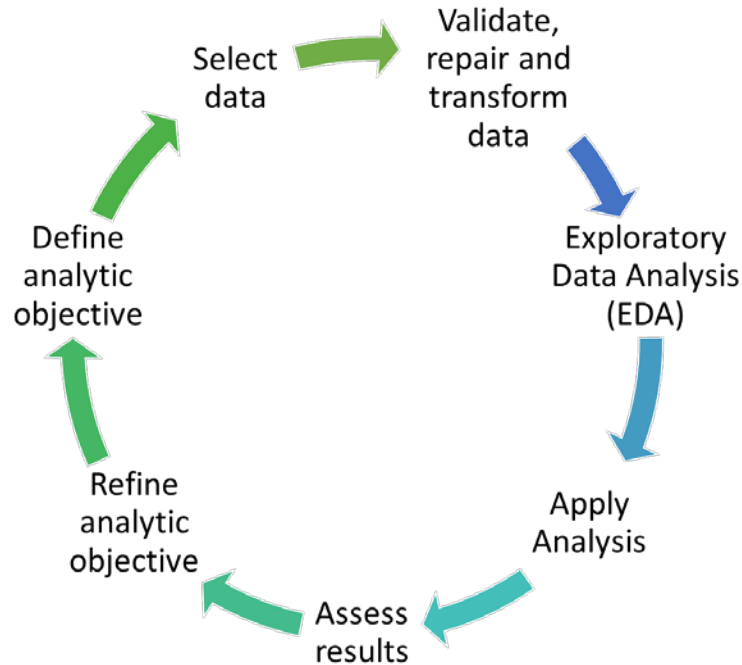 Select
data
Validate,
repair and
transform
data
Exploratory
Data Analysis
(EDA)
Apply
Analysis
Assess
results
Refine
analytic
objective
Define
analytic
objective